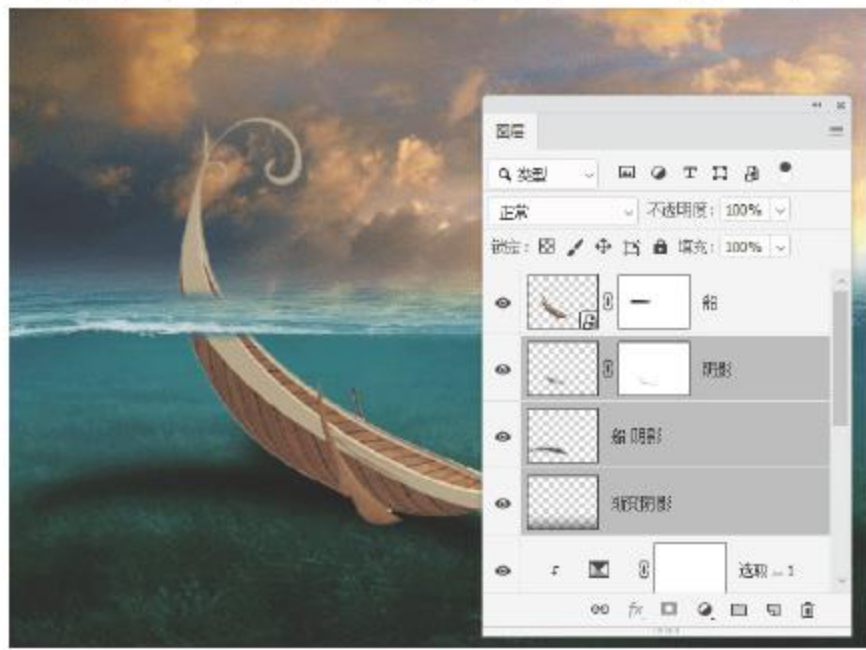 图层
类型
正常 不透明度: 100%
锁定: 填充: 100%
船
阴影
船 阴影
渐变阴影
选取 ... 1
fx